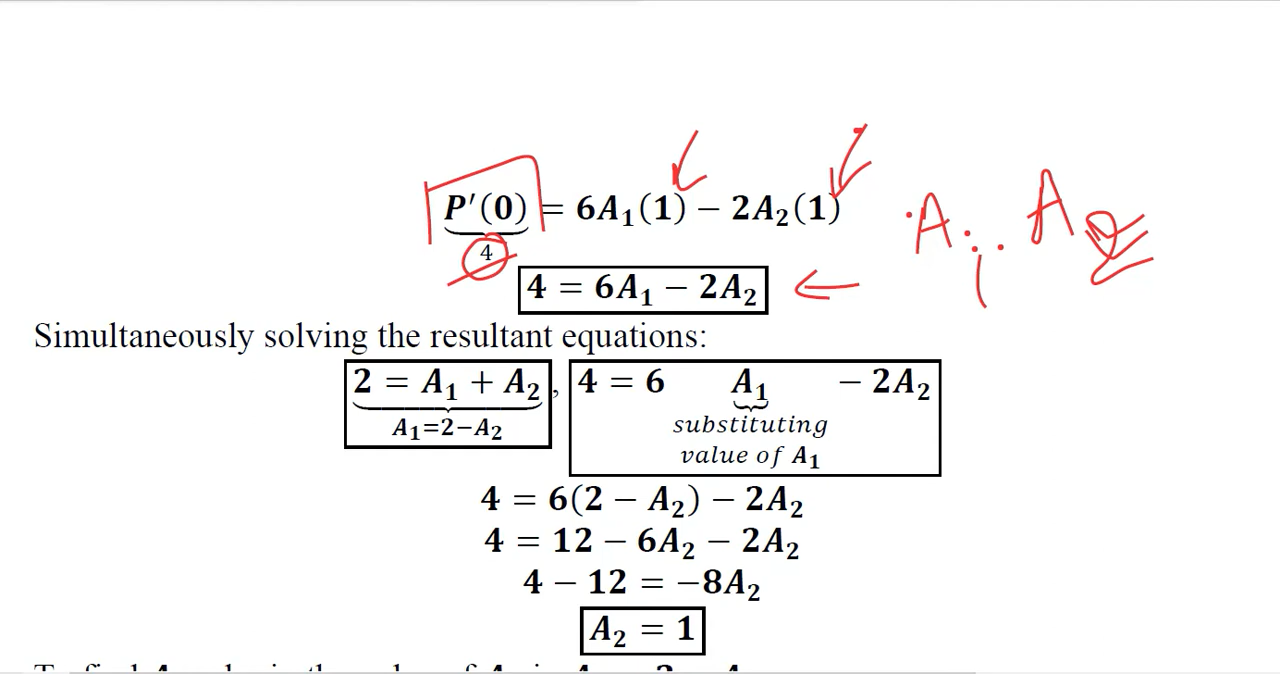 P′(0) = 6A₁(1) − 2A₂(1)
4
A₁, A₂
4 = 6A₁ − 2A₂
Simultaneously solving the resultant equations:
2 = A₁ + A₂ , 4 = 6 A₁ − 2A₂
A₁=2−A₂ substituting
value of A₁
4 = 6(2 − A₂) − 2A₂
4 = 12 − 6A₂ − 2A₂
4 − 12 = −8A₂
A₂ = 1